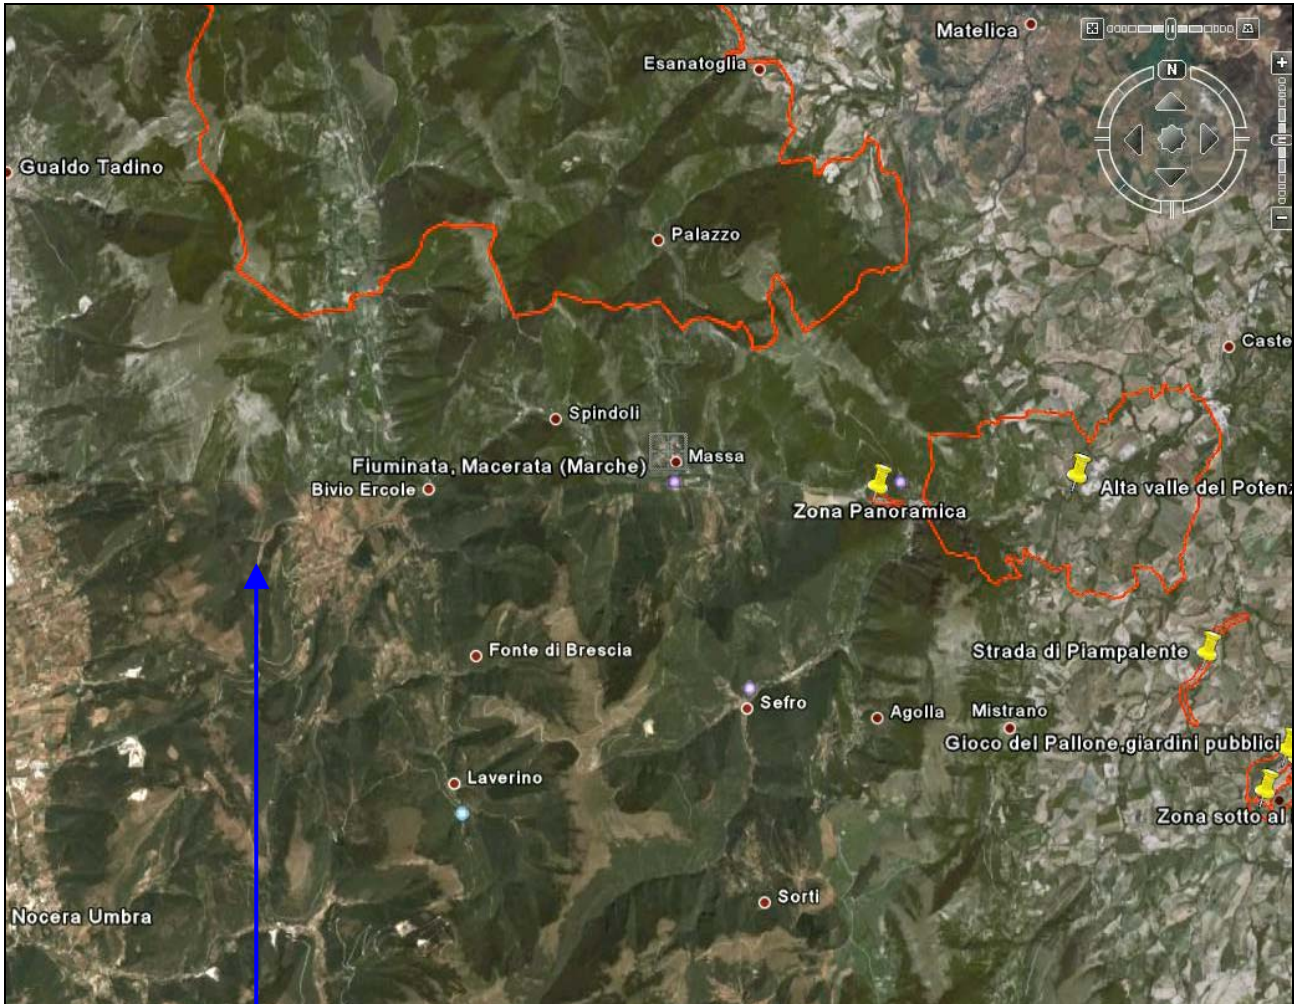 Matelica
Esanatoglia
N
Gualdo Tadino
Palazzo
Caste
Spindoli
Massa
Fiuminata, Macerata (Marche)
Bivio Ercole
Alta valle del Potenz
Zona Panoramica
Fonte di Brescia
Strada di Piampalente
Sefro
Agolla
Mistrano
Gioco del Pallone,giardini pubblici
Laverino
Zona sotto al
Sorti
Nocera Umbra